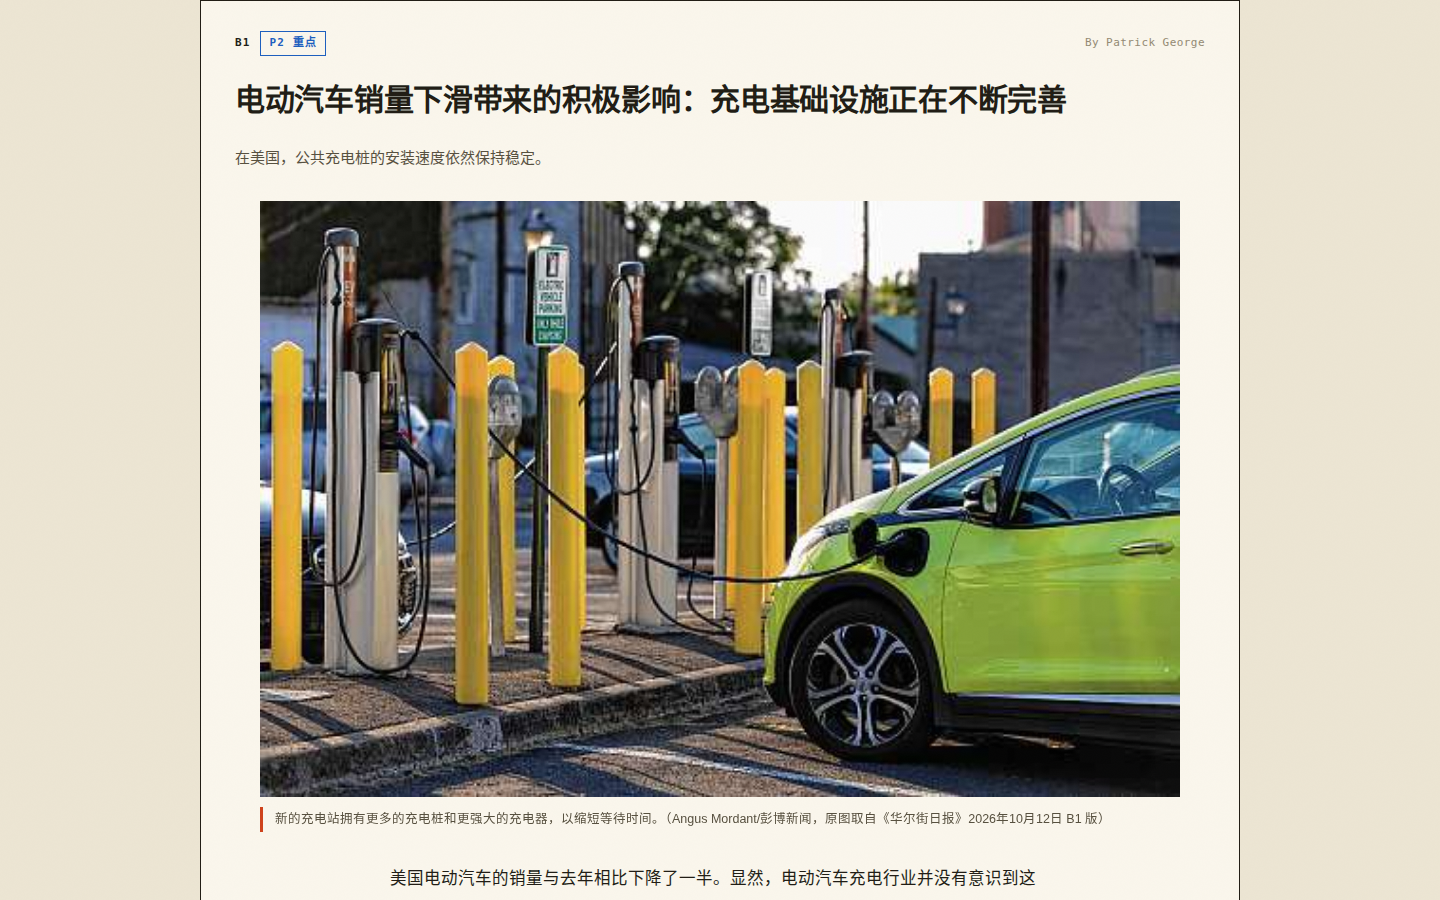 B1 P2 重点
By Patrick George
电动汽车销量下滑带来的积极影响：充电基础设施正在不断完善
在美国，公共充电桩的安装速度依然保持稳定。
ELECTRIC
VEHICLE
PARKING
ONLY WHILE
CHARGING
新的充电站拥有更多的充电桩和更强大的充电器，以缩短等待时间。（Angus Mordant/彭博新闻，原图取自《华尔街日报》2026年10月12日 B1 版）
美国电动汽车的销量与去年相比下降了一半。显然，电动汽车充电行业并没有意识到这